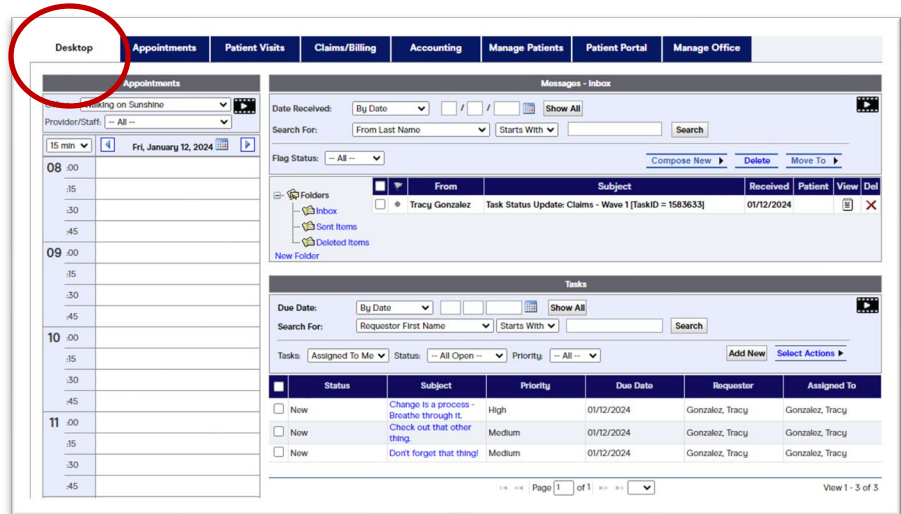 Desktop Appointments Patient Visits Claims/Billing Accounting Manage Patients Patient Portal Manage Office
Appointments
Walking on Sunshine
Provider/Staff: -- All --
15 min Fri, January 12, 2024
08 :00
:15
:30
:45
09 :00
:15
:30
:45
10 :00
:15
:30
:45
11 :00
:15
:30
:45
Messages - Inbox
Date Received: By Date / / Show All
Search For: From Last Name Starts With Search
Flag Status: -- All -- Compose New Delete Move To
Folders
Inbox
Sent Items
Deleted Items
New Folder
From Subject Received Patient View Del
Tracy Gonzalez Task Status Update: Claims - Wave 1 [TaskID = 1583633] 01/12/2024
Tasks
Due Date: By Date Show All
Search For: Requestor First Name Starts With Search
Tasks: Assigned To Me Status: -- All Open -- Priority: -- All -- Add New Select Actions
Status Subject Priority Due Date Requester Assigned To
New Change is a process - High 01/12/2024 Gonzalez, Tracy Gonzalez, Tracy
Breathe through it.
New Check out that other Medium 01/12/2024 Gonzalez, Tracy Gonzalez, Tracy
thing.
New Don't forget that thing! Medium 01/12/2024 Gonzalez, Tracy Gonzalez, Tracy
Page 1 of 1 View 1 - 3 of 3